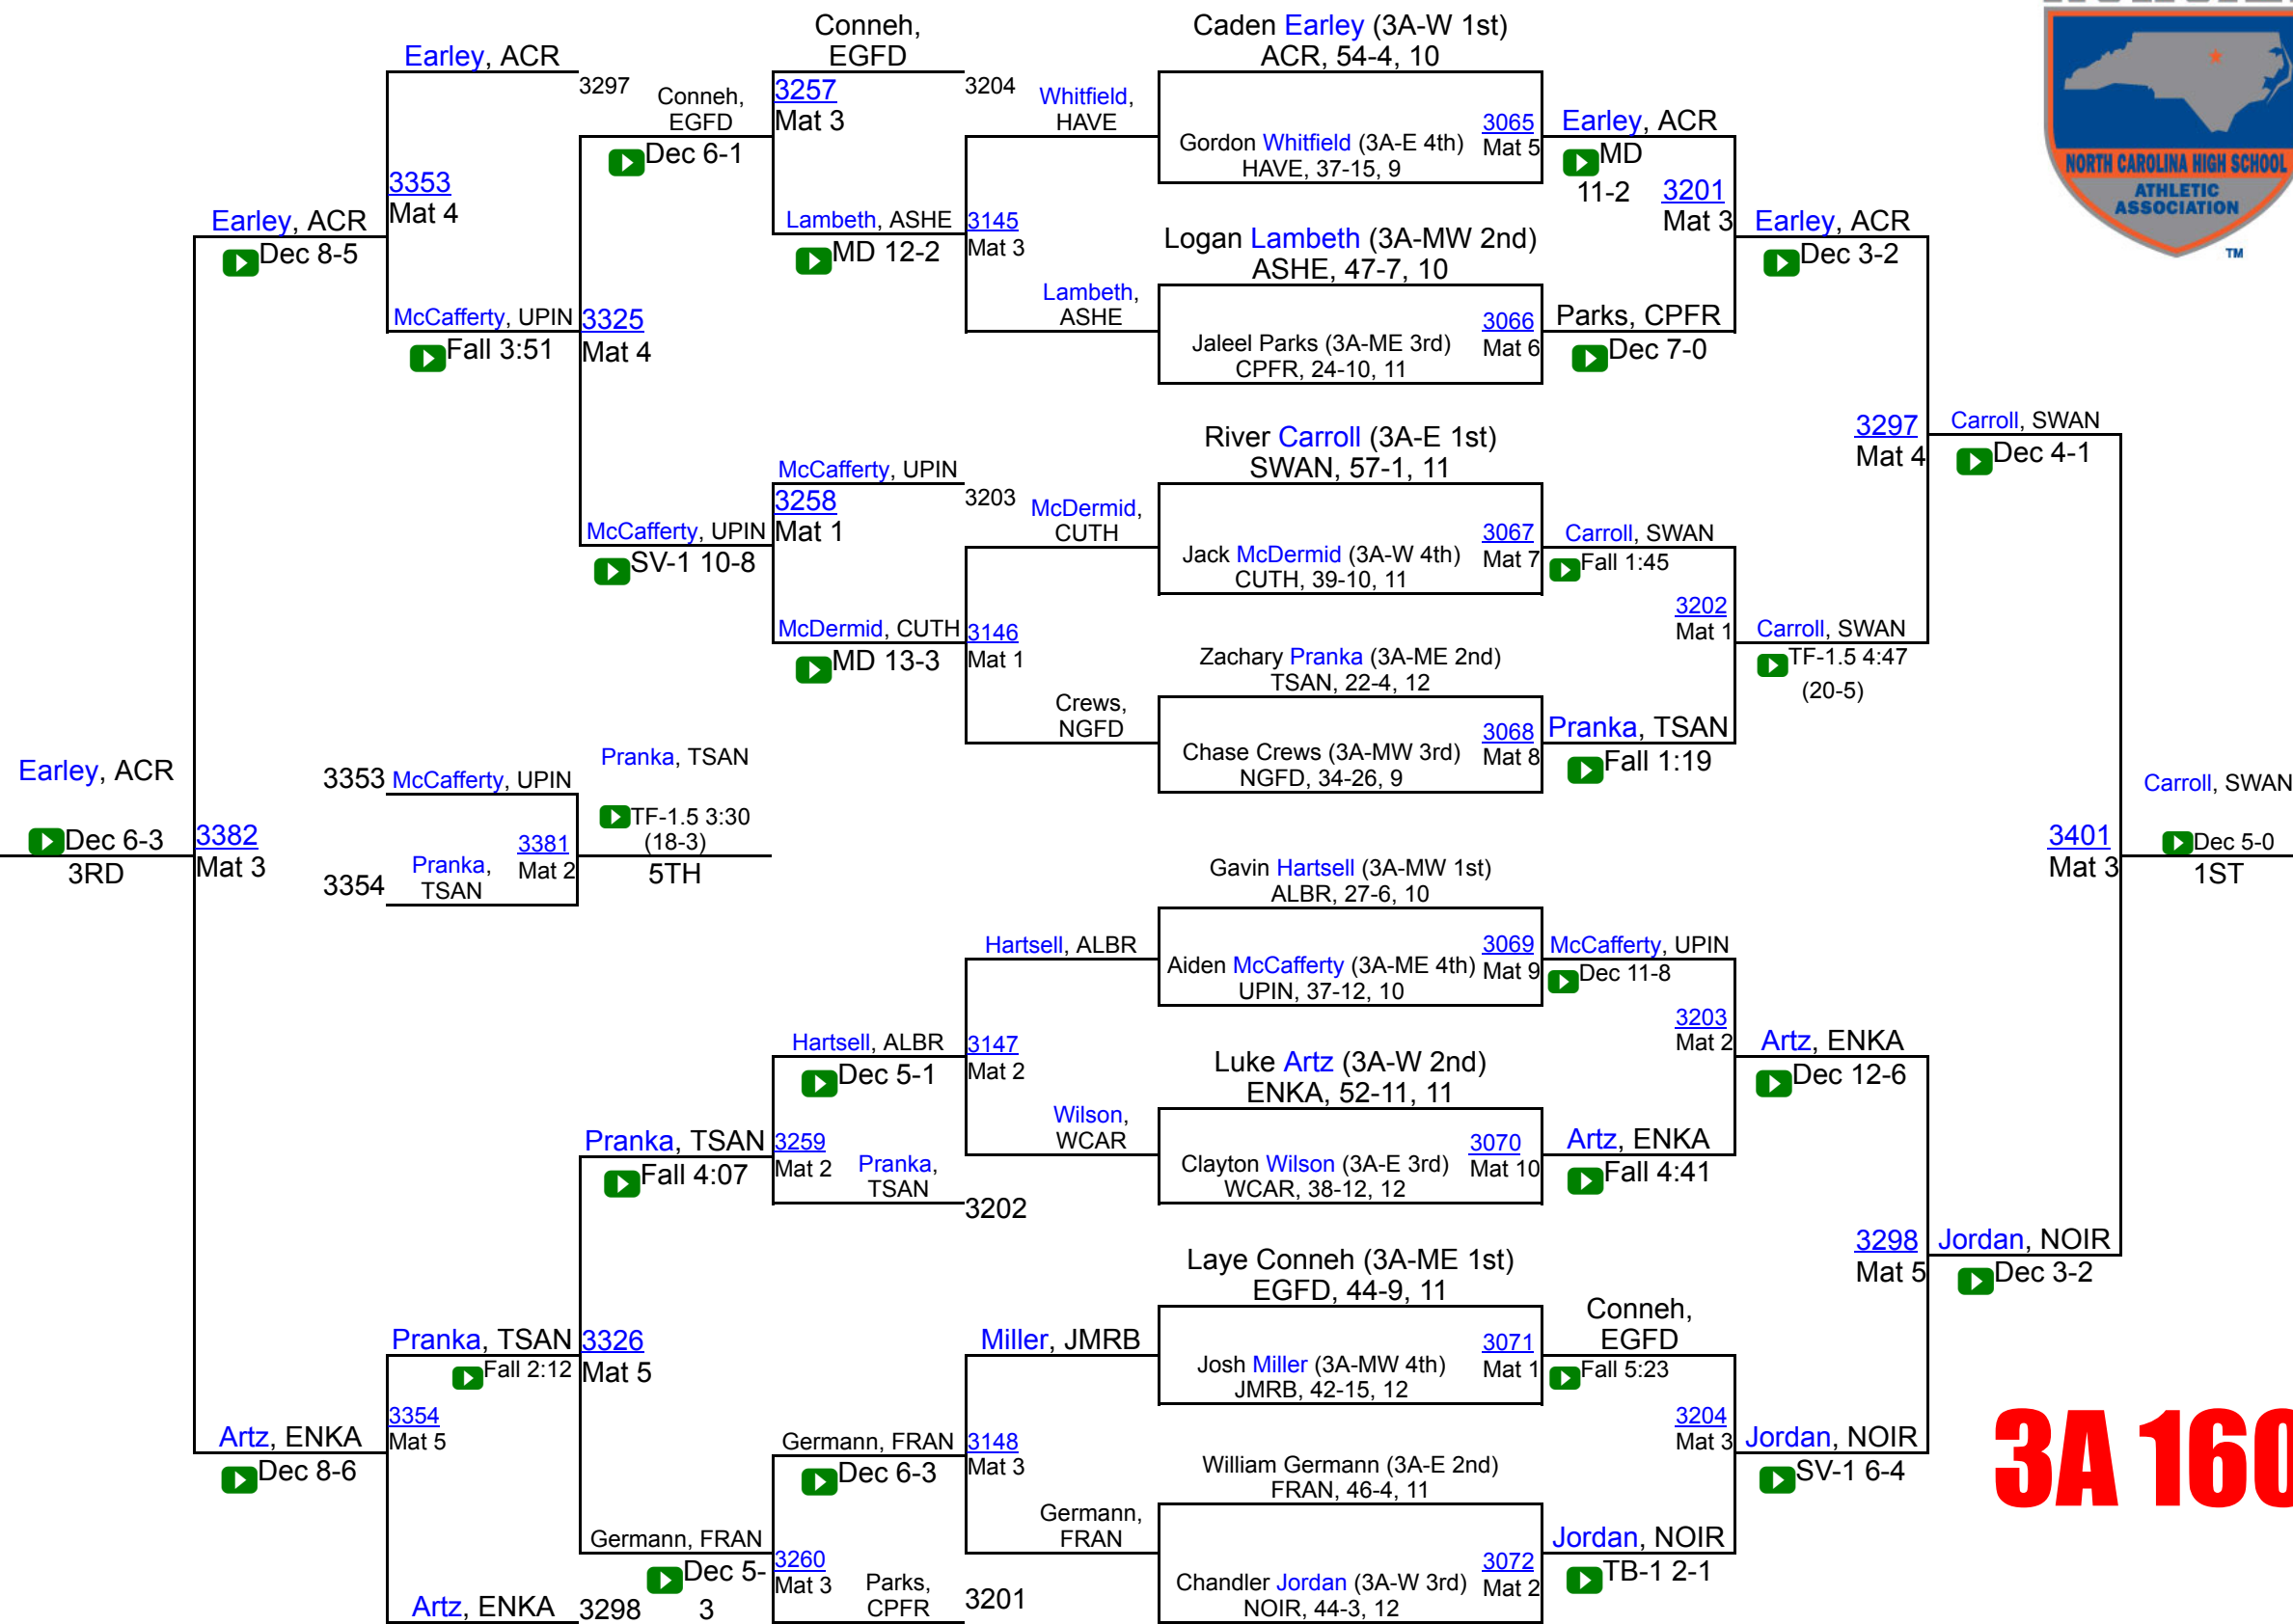 NORTH CAROLINA HIGH SCHOOL
ATHLETIC
ASSOCIATION
TM
3A 160
Caden Earley (3A-W 1st)
ACR, 54-4, 10
Gordon Whitfield (3A-E 4th)
HAVE, 37-15, 9
3065
Mat 5
Logan Lambeth (3A-MW 2nd)
ASHE, 47-7, 10
Jaleel Parks (3A-ME 3rd)
CPFR, 24-10, 11
3066
Mat 6
River Carroll (3A-E 1st)
SWAN, 57-1, 11
Jack McDermid (3A-W 4th)
CUTH, 39-10, 11
3067
Mat 7
Zachary Pranka (3A-ME 2nd)
TSAN, 22-4, 12
Chase Crews (3A-MW 3rd)
NGFD, 34-26, 9
3068
Mat 8
Gavin Hartsell (3A-MW 1st)
ALBR, 27-6, 10
Aiden McCafferty (3A-ME 4th)
UPIN, 37-12, 10
3069
Mat 9
Luke Artz (3A-W 2nd)
ENKA, 52-11, 11
Clayton Wilson (3A-E 3rd)
WCAR, 38-12, 12
3070
Mat 10
Laye Conneh (3A-ME 1st)
EGFD, 44-9, 11
Josh Miller (3A-MW 4th)
JMRB, 42-15, 12
3071
Mat 1
William Germann (3A-E 2nd)
FRAN, 46-4, 11
Chandler Jordan (3A-W 3rd)
NOIR, 44-3, 12
3072
Mat 2
Earley, ACR
MD
11-2
3201
Mat 3
Parks, CPFR
Dec 7-0
Carroll, SWAN
Fall 1:45
3202
Mat 1
Pranka, TSAN
Fall 1:19
McCafferty, UPIN
Dec 11-8
3203
Mat 2
Artz, ENKA
Fall 4:41
Conneh,
EGFD
Fall 5:23
3204
Mat 3
Jordan, NOIR
TB-1 2-1
Earley, ACR
Dec 3-2
3297
Mat 4
Carroll, SWAN
TF-1.5 4:47
(20-5)
Artz, ENKA
Dec 12-6
3298
Mat 5
Jordan, NOIR
SV-1 6-4
Carroll, SWAN
Dec 4-1
3401
Mat 3
Jordan, NOIR
Dec 3-2
Carroll, SWAN
Dec 5-0
1ST
Whitfield,
HAVE
3145
Mat 3
Lambeth,
ASHE
McDermid,
CUTH
3146
Mat 1
Crews,
NGFD
Hartsell, ALBR
3147
Mat 2
Wilson,
WCAR
Miller, JMRB
3148
Mat 3
Germann,
FRAN
Conneh,
EGFD
3204
3257
Mat 3
Lambeth, ASHE
MD 12-2
McCafferty, UPIN
3203
3258
Mat 1
McDermid, CUTH
MD 13-3
Hartsell, ALBR
Dec 5-1
3259
Mat 2
Pranka,
TSAN
3202
Germann, FRAN
Dec 6-3
3260
Mat 3
Parks,
CPFR
3201
Conneh,
EGFD
Dec 6-1
3325
Mat 4
McCafferty, UPIN
SV-1 10-8
Pranka, TSAN
Fall 4:07
3326
Mat 5
Germann, FRAN
Dec 5-
3
Earley, ACR
3297
3353
Mat 4
McCafferty, UPIN
Fall 3:51
Pranka, TSAN
Fall 2:12
3354
Mat 5
Artz, ENKA
3298
Earley, ACR
Dec 8-5
3382
Mat 3
Artz, ENKA
Dec 8-6
Earley, ACR
Dec 6-3
3RD
3353
McCafferty, UPIN
3381
Mat 2
3354
Pranka,
TSAN
Pranka, TSAN
TF-1.5 3:30
(18-3)
5TH